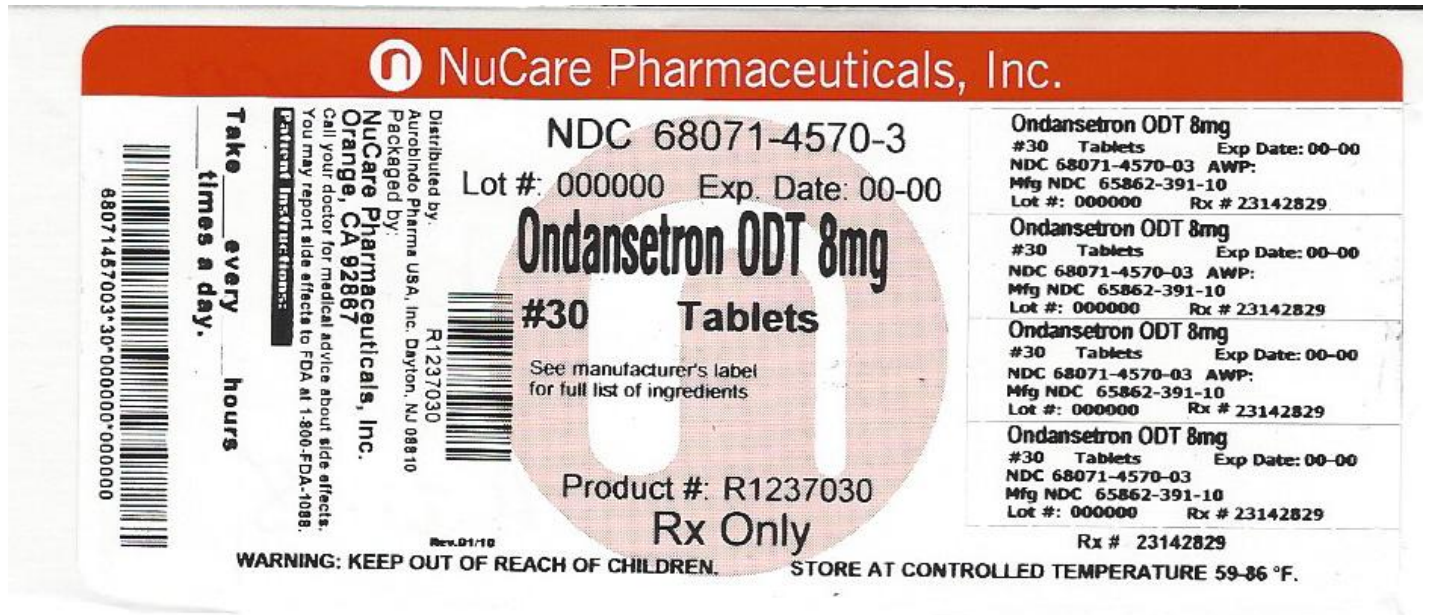 NuCare Pharmaceuticals, Inc.
Take____every____hours
____times a day.
68071457003*30*000000*000000
Distributed by:
Aurobindo Pharma USA, Inc. Dayton, NJ 08810
Packaged by:
NuCare Pharmaceuticals, Inc.
Orange, CA 92867
Call your doctor for medical advice about side effects.
You may report side effects to FDA at 1-800-FDA-1088.
Patient Instructions:
R1237030
NDC 68071-4570-3
Lot #: 000000 Exp. Date: 00-00
Ondansetron ODT 8mg
#30 Tablets
See manufacturer's label
for full list of ingredients
Product #: R1237030
Rx Only
Rev.01/10
WARNING: KEEP OUT OF REACH OF CHILDREN.
STORE AT CONTROLLED TEMPERATURE 59-86 °F.
Ondansetron ODT 8mg
#30 Tablets Exp Date: 00-00
NDC 68071-4570-03 AWP:
Mfg NDC 65862-391-10
Lot #: 000000 Rx # 23142829
Ondansetron ODT 8mg
#30 Tablets Exp Date: 00-00
NDC 68071-4570-03 AWP:
Mfg NDC 65862-391-10
Lot #: 000000 Rx # 23142829
Ondansetron ODT 8mg
#30 Tablets Exp Date: 00-00
NDC 68071-4570-03 AWP:
Mfg NDC 65862-391-10
Lot #: 000000 Rx # 23142829
Ondansetron ODT 8mg
#30 Tablets Exp Date: 00-00
NDC 68071-4570-03
Mfg NDC 65862-391-10
Lot #: 000000 Rx # 23142829
Rx # 23142829